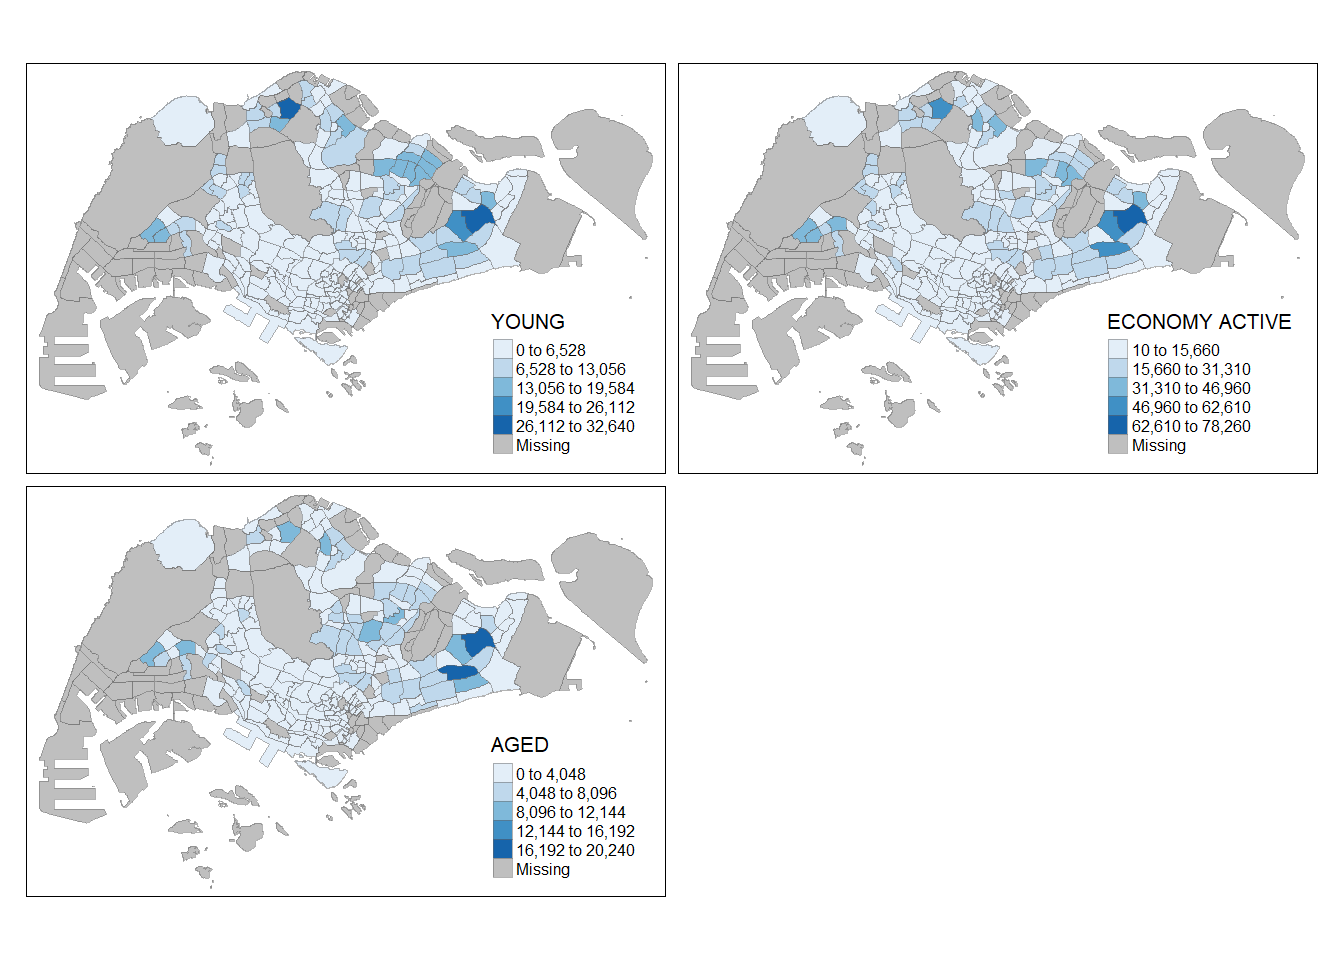 YOUNG
0 to 6,528
6,528 to 13,056
13,056 to 19,584
19,584 to 26,112
26,112 to 32,640
Missing
ECONOMY ACTIVE
10 to 15,660
15,660 to 31,310
31,310 to 46,960
46,960 to 62,610
62,610 to 78,260
Missing
AGED
0 to 4,048
4,048 to 8,096
8,096 to 12,144
12,144 to 16,192
16,192 to 20,240
Missing